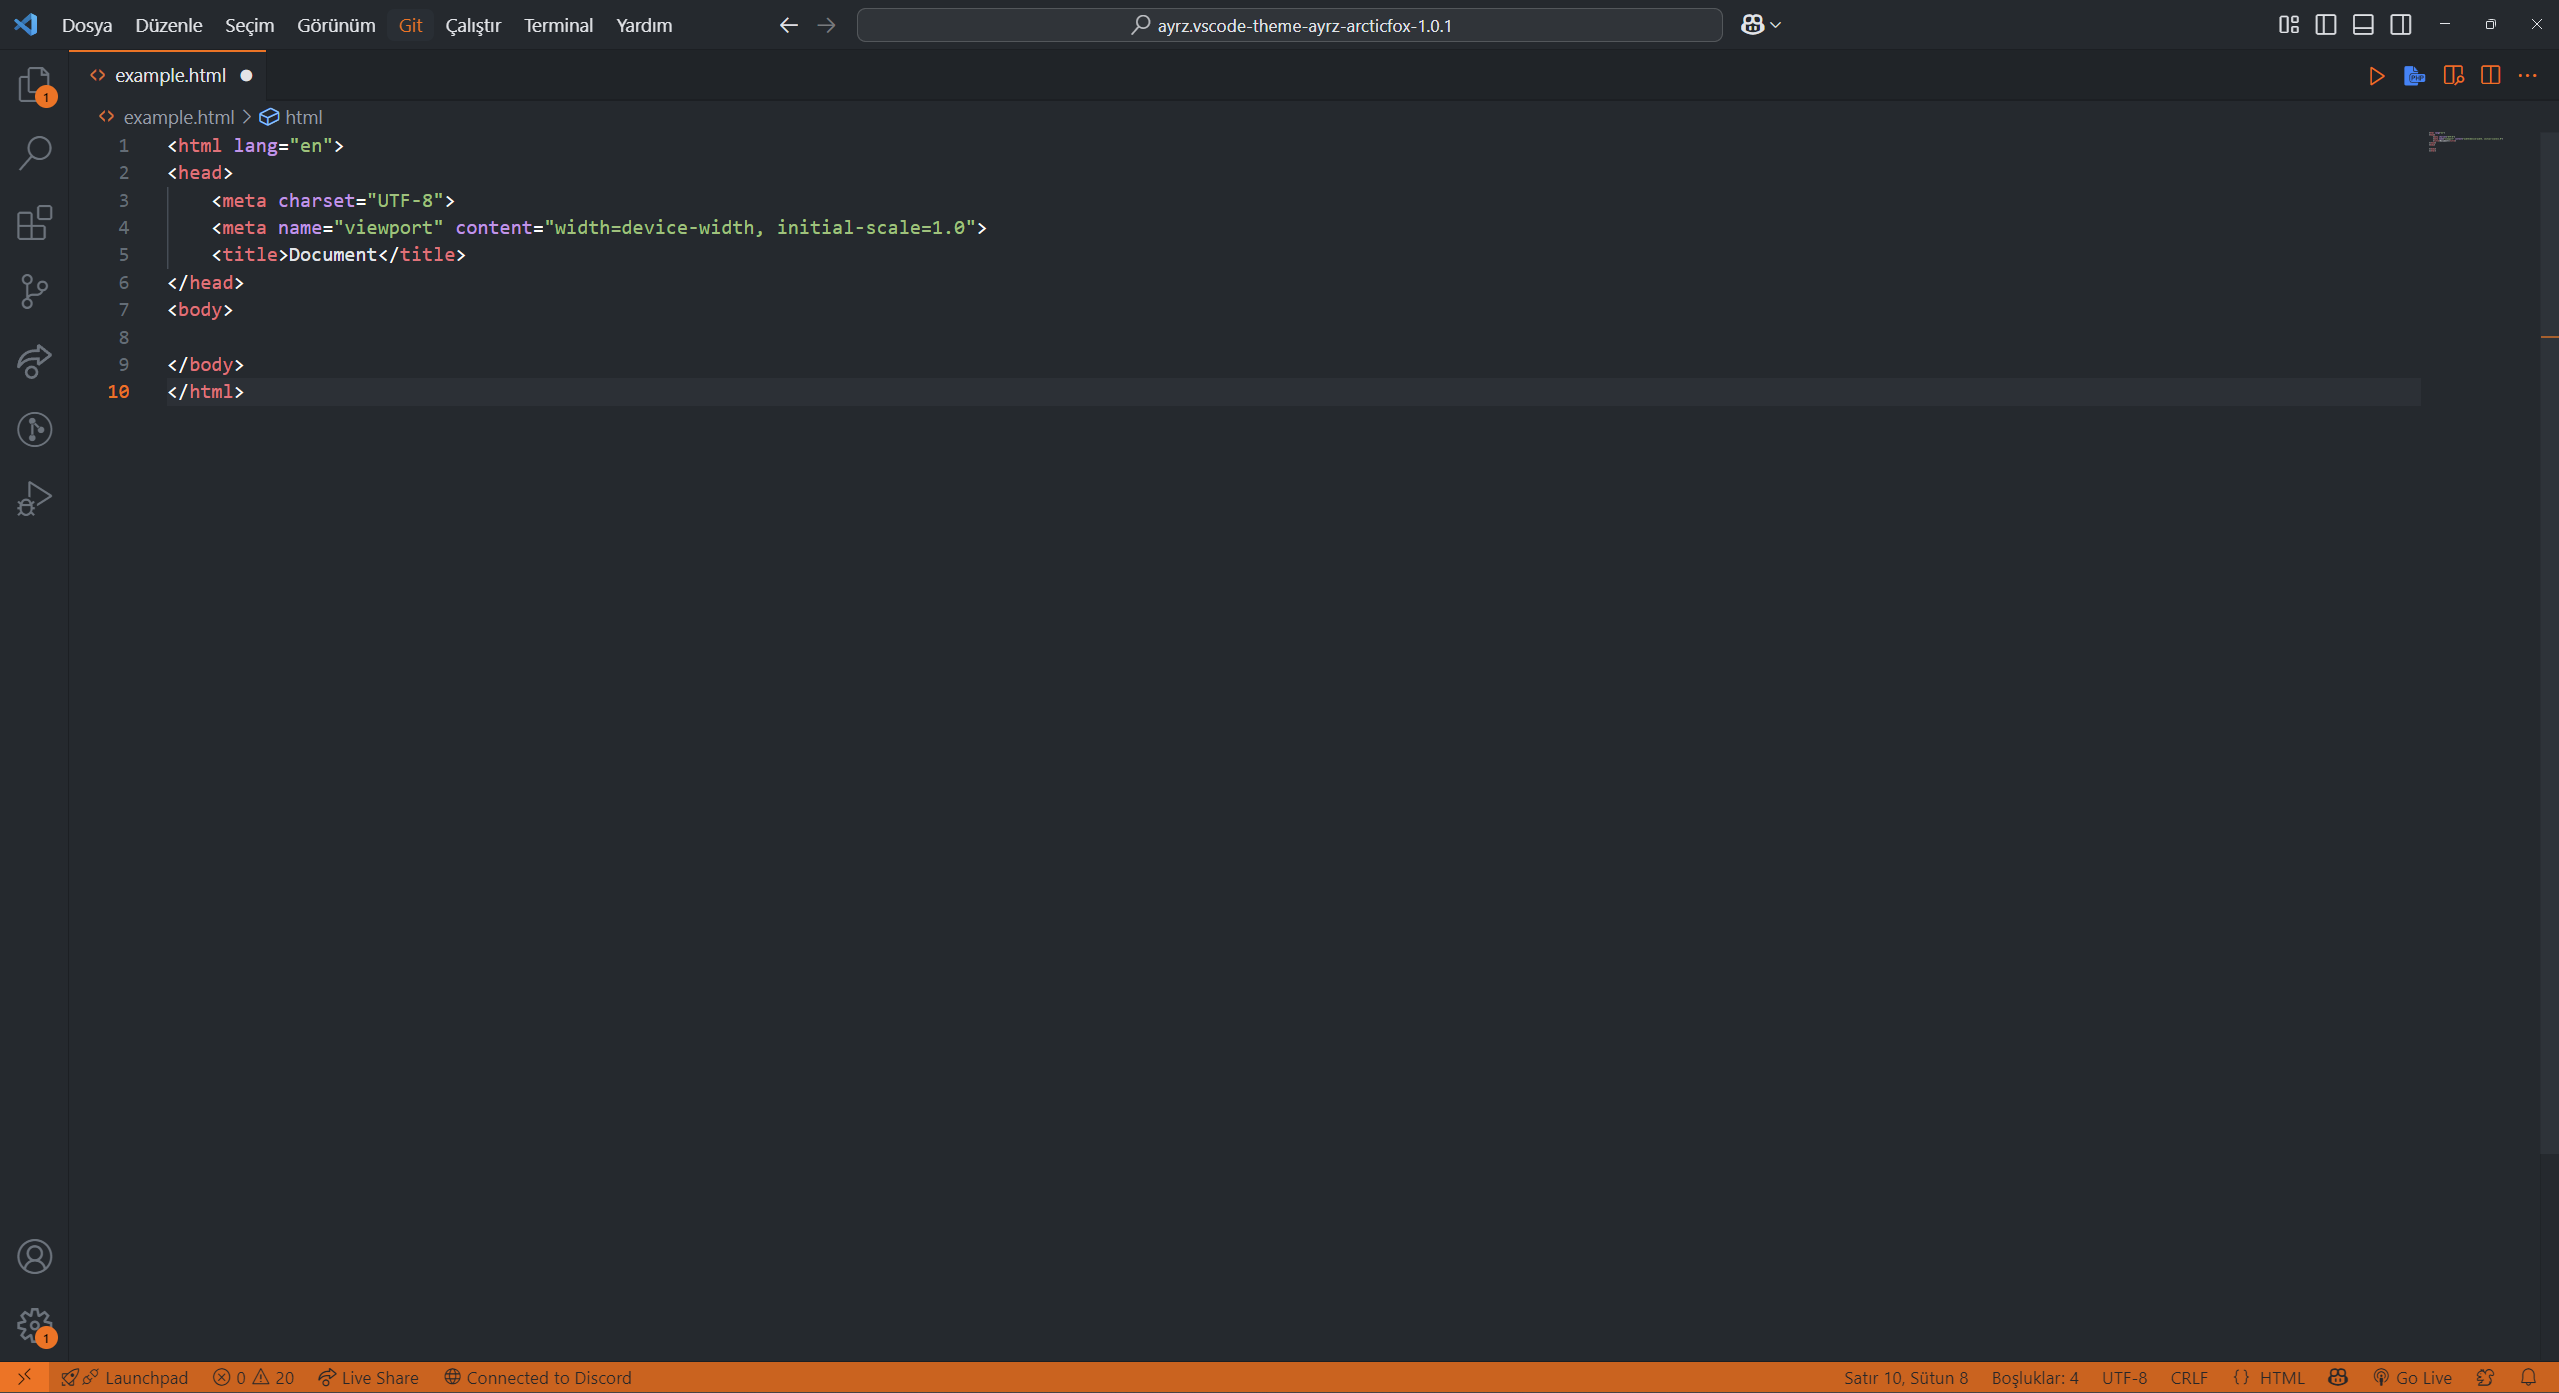 Dosya Düzenle Seçim Görünüm Git Çalıştır Terminal Yardım ayrz.vscode-theme-ayrz-arcticfox-1.0.1
1
example.html
PHP
example.html > html
1 <html lang="en">
2 <head>
3     <meta charset="UTF-8">
4     <meta name="viewport" content="width=device-width, initial-scale=1.0">
5     <title>Document</title>
6 </head>
7 <body>
8
9 </body>
10 </html>
1
Launchpad 0 20 Live Share Connected to Discord Satır 10, Sütun 8 Boşluklar: 4 UTF-8 CRLF {} HTML Go Live